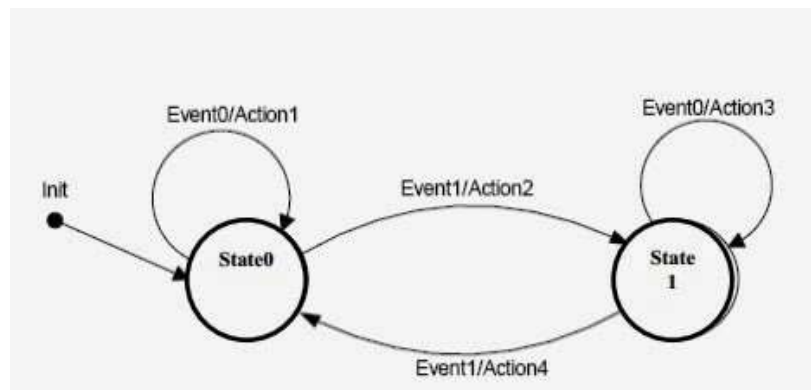 Event0/Action1
Event0/Action3
Init
Event1/Action2
State0
State
1
Event1/Action4